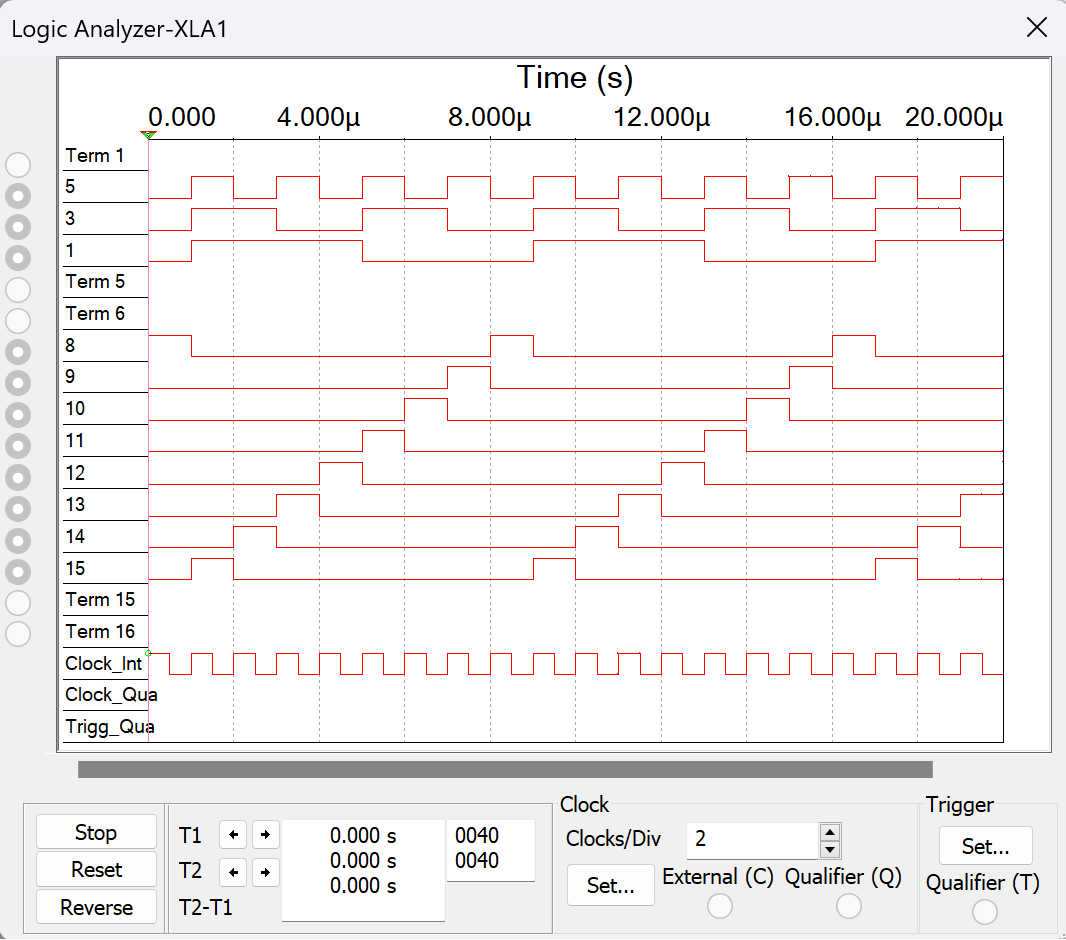 Logic Analyzer-XLA1
Time (s)
0.000 4.000µ 8.000µ 12.000µ 16.000µ 20.000µ
Term 1
5
3
1
Term 5
Term 6
8
9
10
11
12
13
14
15
Term 15
Term 16
Clock_Int
Clock_Qua
Trigg_Qua
Stop
Reset
Reverse
T1 0.000 s 0040
T2 0.000 s 0040
T2-T1 0.000 s
Clock
Clocks/Div 2
Set...
External (C) Qualifier (Q)
Trigger
Set...
Qualifier (T)